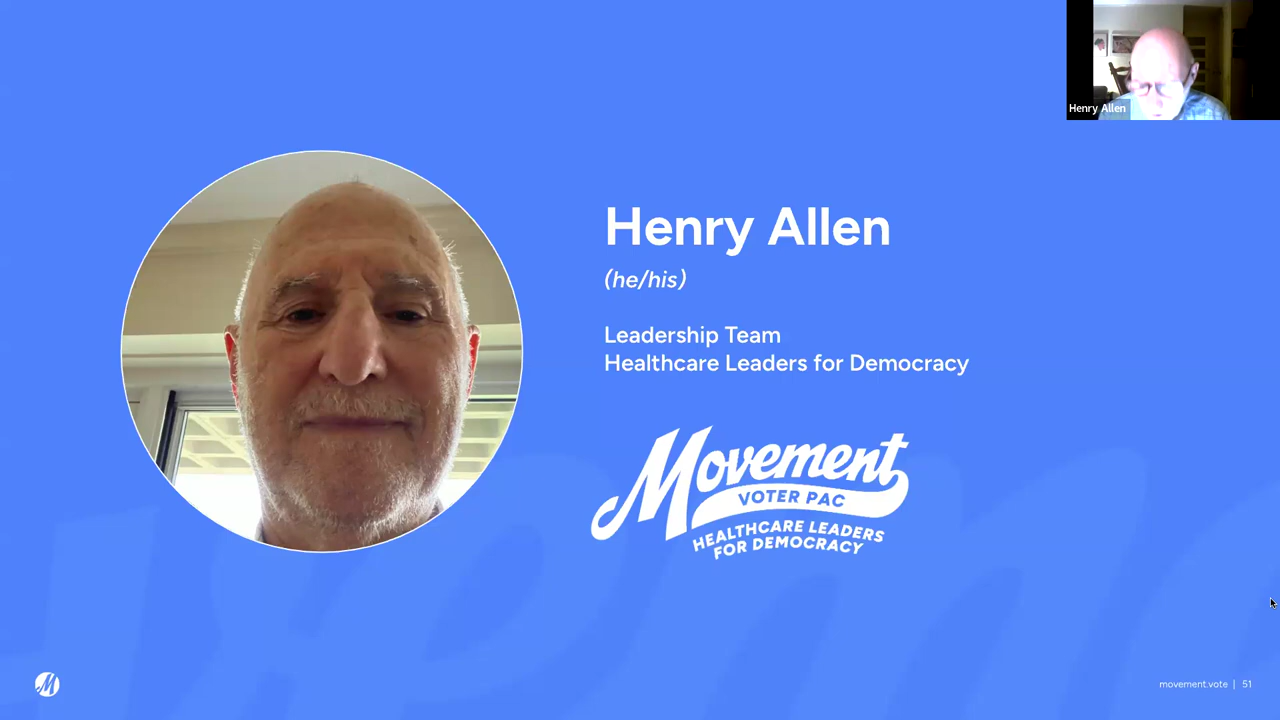 Henry Allen
Henry Allen
(he/his)
Leadership Team
Healthcare Leaders for Democracy
Movement
VOTER PAC
HEALTHCARE LEADERS
FOR DEMOCRACY
M
movement.vote | 51